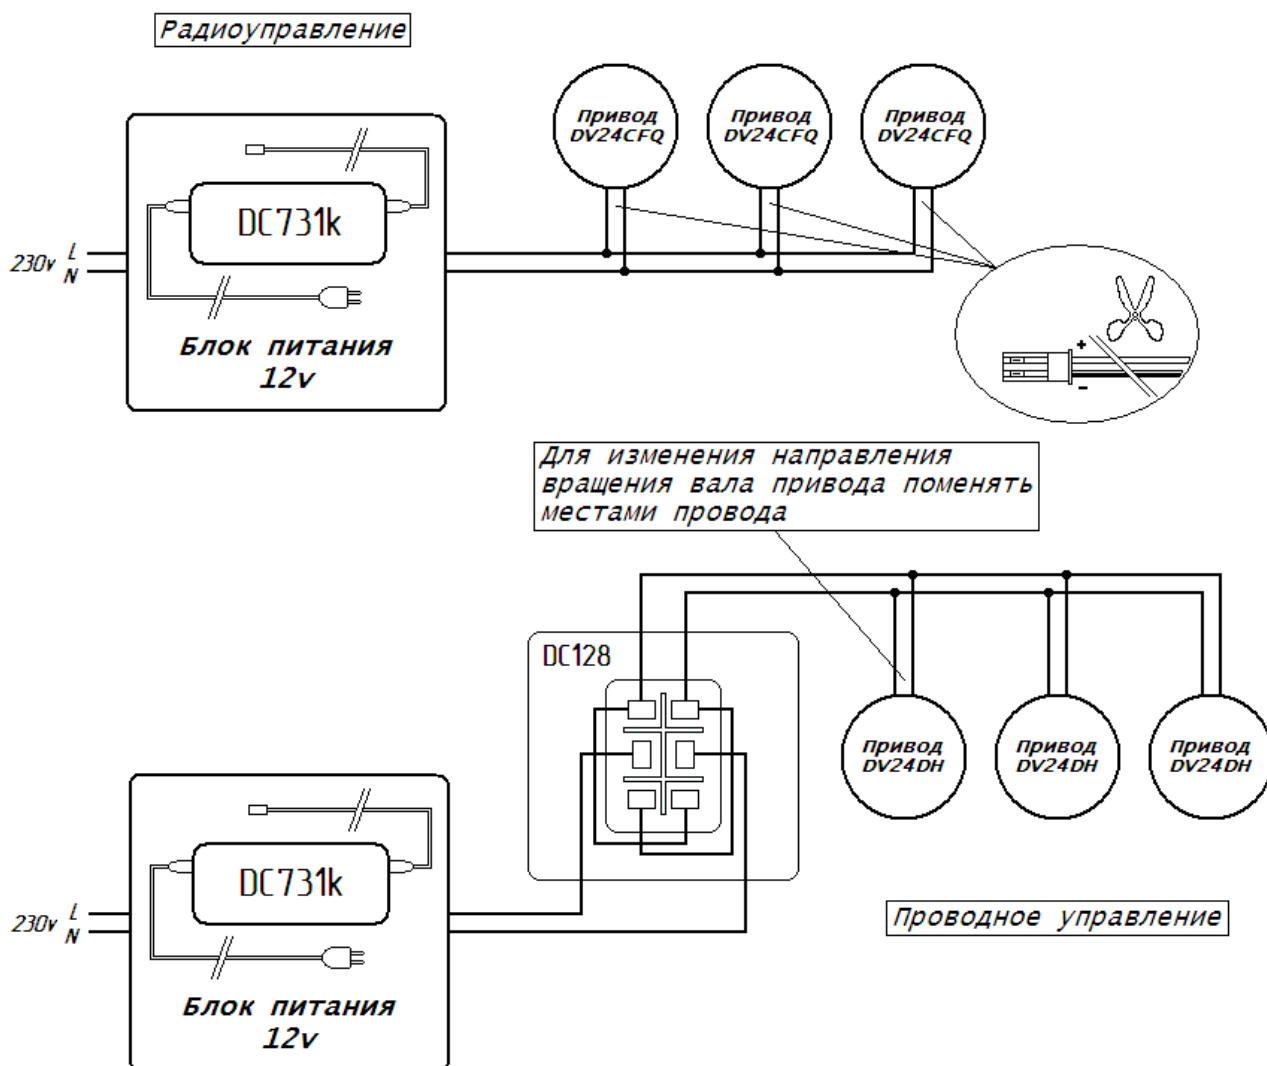 Радиоуправление
Привод
DV24CFQ
Привод
DV24CFQ
Привод
DV24CFQ
DC731k
230v L
N
Блок питания
12v
+
-
Для изменения направления
вращения вала привода поменять
местами провода
DC128
Привод
DV24DH
Привод
DV24DH
Привод
DV24DH
DC731k
230v L
N
Проводное управление
Блок питания
12v